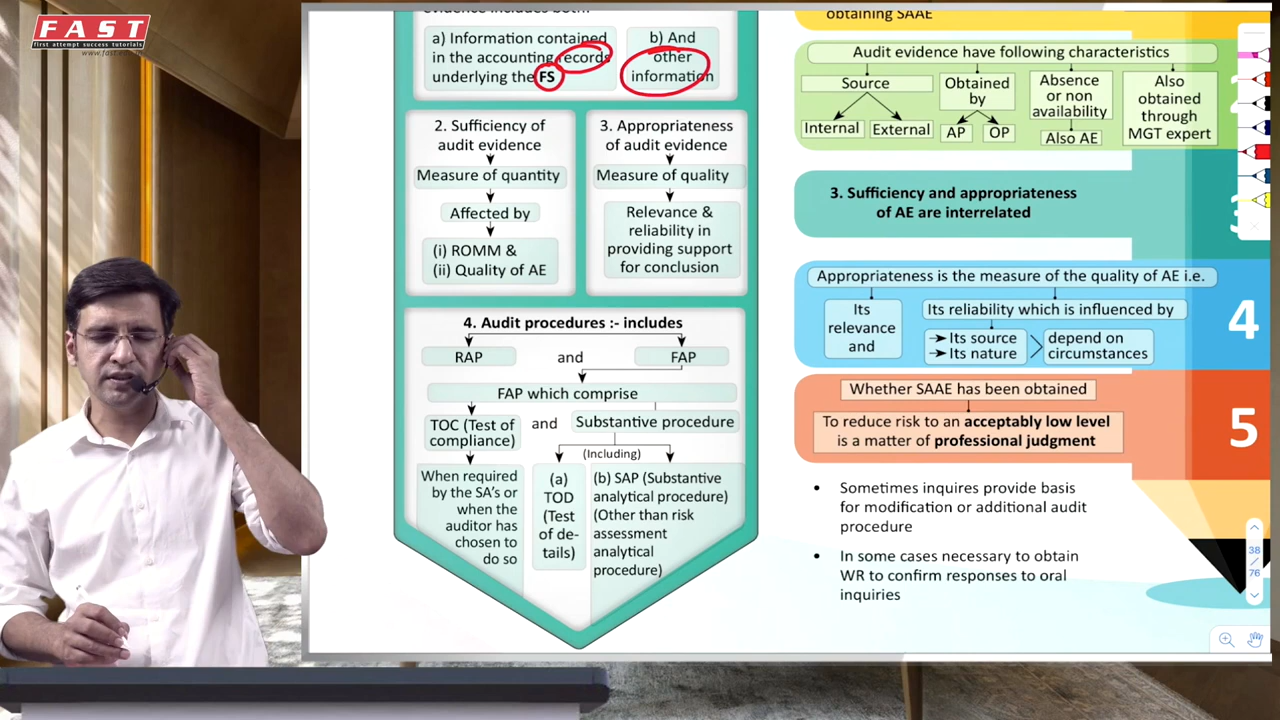 FAST
first attempt success tutorials
evidence includes both:
a) Information contained
in the accounting records
underlying the FS
b) And
other
information
2. Sufficiency of
audit evidence
Measure of quantity
Affected by
(i) ROMM &
(ii) Quality of AE
3. Appropriateness
of audit evidence
Measure of quality
Relevance &
reliability in
providing support
for conclusion
4. Audit procedures :- includes
RAP and FAP
FAP which comprise
TOC (Test of
compliance)
and
Substantive procedure
(Including)
When required
by the SA's or
when the
auditor has
chosen to
do so
(a)
TOD
(Test
of de-
tails)
(b) SAP (Substantive
analytical procedure)
(Other than risk
assessment
analytical
procedure)
obtaining SAAE
Audit evidence have following characteristics
Source
Internal External
Obtained
by
AP OP
Absence
or non
availability
Also AE
Also
obtained
through
MGT expert
3. Sufficiency and appropriateness
of AE are interrelated
Appropriateness is the measure of the quality of AE i.e.
Its
relevance
and
Its reliability which is influenced by
Its source
Its nature
depend on
circumstances
4
Whether SAAE has been obtained
To reduce risk to an acceptably low level
is a matter of professional judgment
5
• Sometimes inquires provide basis
for modification or additional audit
procedure
• In some cases necessary to obtain
WR to confirm responses to oral
inquiries
38
/
76